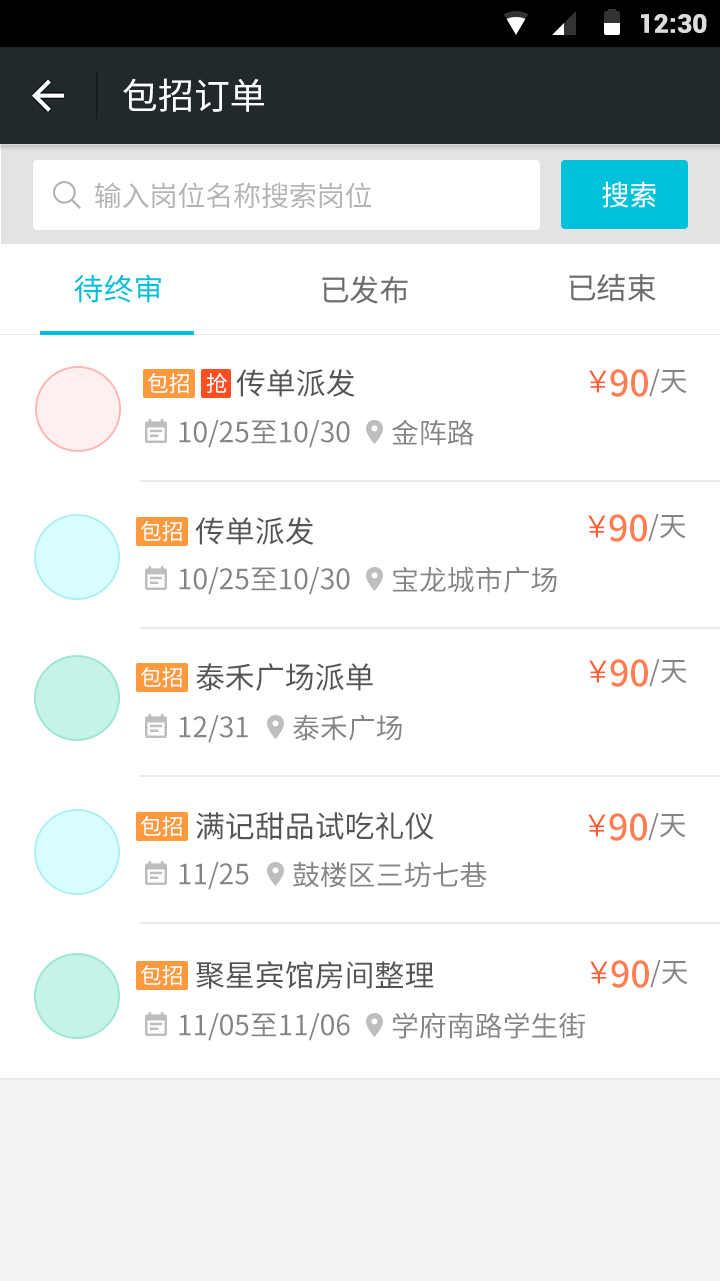 12:30
包招订单
输入岗位名称搜索岗位 搜索
待终审 已发布 已结束
包招 抢 传单派发 ¥90/天
10/25至10/30 金阵路
包招 传单派发 ¥90/天
10/25至10/30 宝龙城市广场
包招 泰禾广场派单 ¥90/天
12/31 泰禾广场
包招 满记甜品试吃礼仪 ¥90/天
11/25 鼓楼区三坊七巷
包招 聚星宾馆房间整理 ¥90/天
11/05至11/06 学府南路学生街